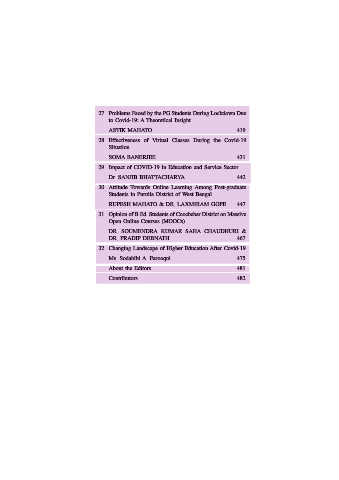 27 Problems Faced by the PG Students During Lockdown Due
to Covid-19: A Theoretical Insight
ASTIK MAHATO 419
28 Effectiveness of Virtual Classes During the Covid-19
Situation
SOMA BANERJEE 431
29 Impact of COVID-19 in Education and Service Sector
Dr SANJIB BHATTACHARYA 442
30 Attitude Towards Online Learning Among Post-graduate
Students in Purulia District of West Bengal
RUPESH MAHATO & DR. LAXMIRAM GOPE 447
31 Opinion of B.Ed. Students of Coochbehar District on Massive
Open Online Courses (MOOCs)
DR. SOUMENDRA KUMAR SAHA CHAUDHURI &
DR. PRADIP DEBNATH 467
32 Changing Landscape of Higher Education After Covid-19
Ms Sudakhi A Farooqui 475
About the Editors 481
Contributors 482